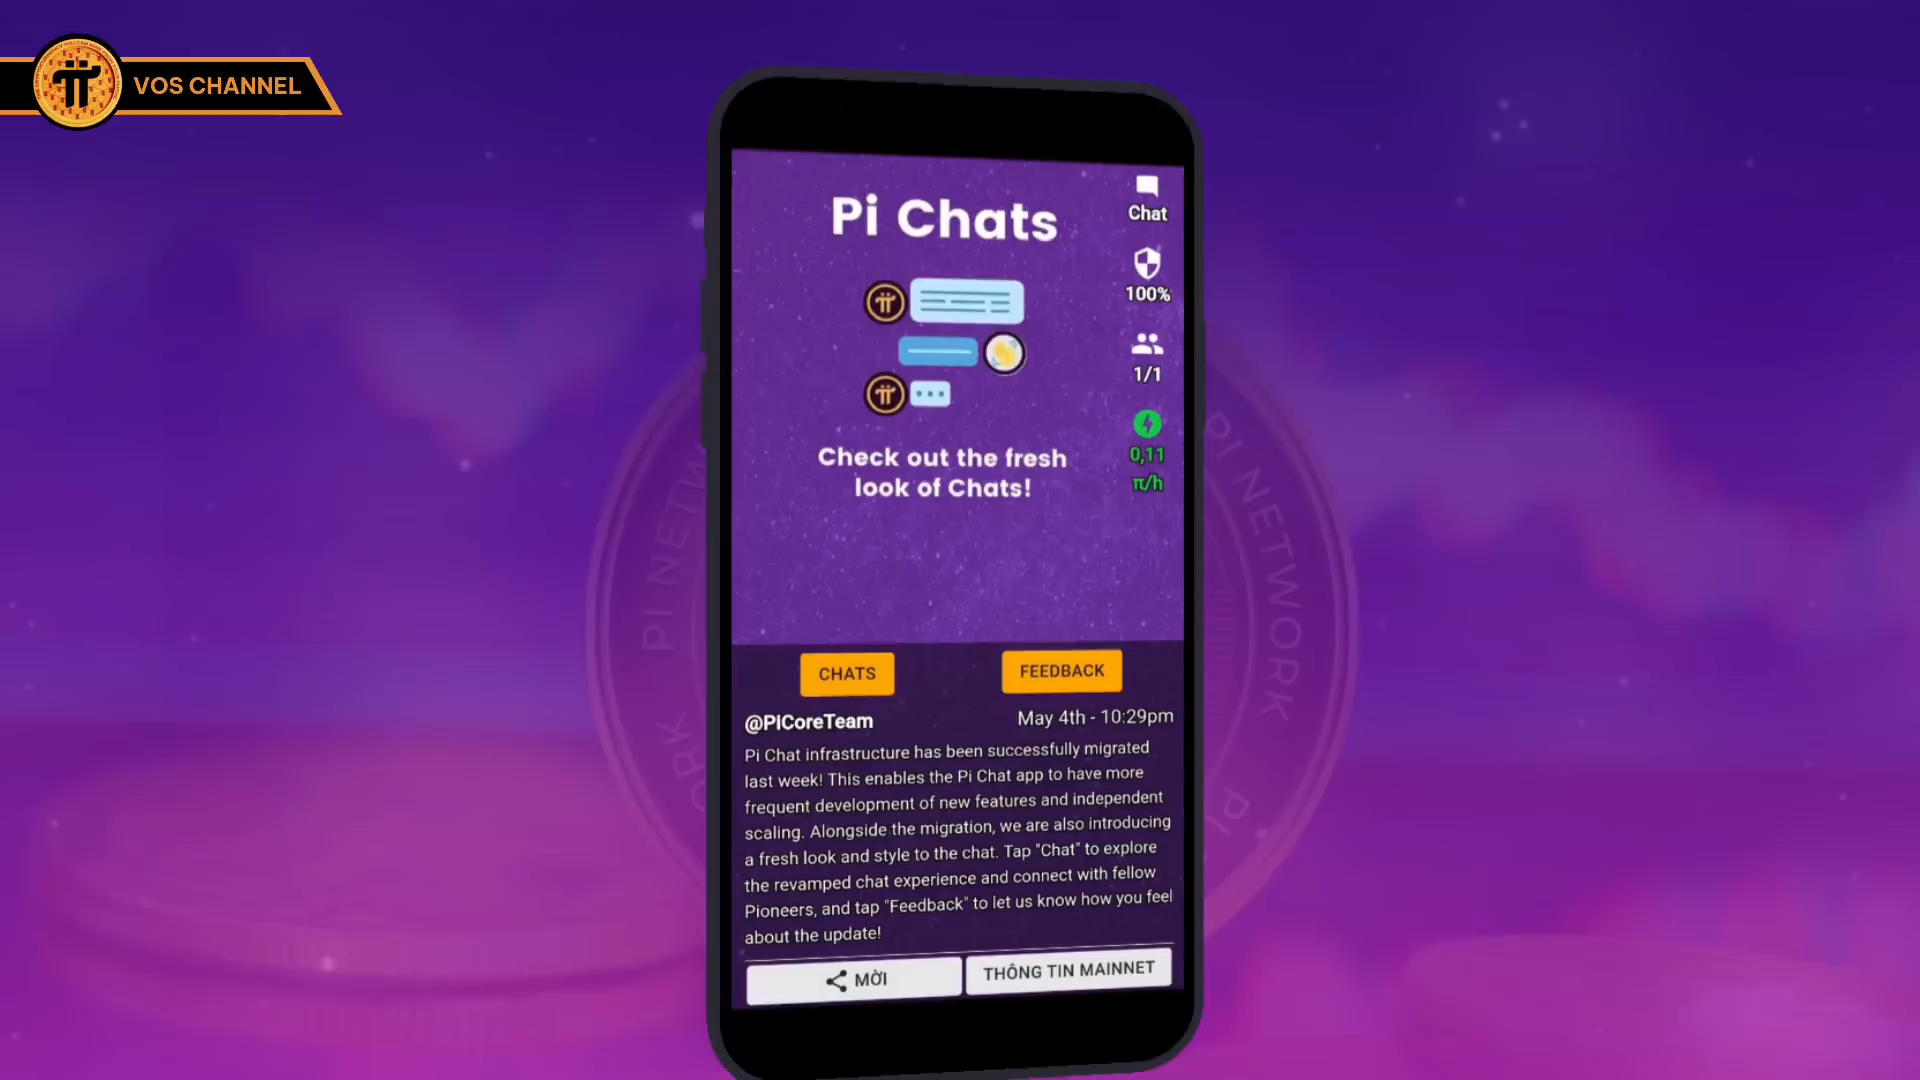 VOS CHANNEL
Pi Chats
Chat
100%
1/1
0,11
π/h
Check out the fresh
look of Chats!
CHATS
FEEDBACK
@PiCoreTeam
May 4th - 10:29pm
Pi Chat infrastructure has been successfully migrated
last week! This enables the Pi Chat app to have more
frequent development of new features and independent
scaling. Alongside the migration, we are also introducing
a fresh look and style to the chat. Tap "Chat" to explore
the revamped chat experience and connect with fellow
Pioneers, and tap "Feedback" to let us know how you feel
about the update!
MỜI
THÔNG TIN MAINNET
PI NETWORK